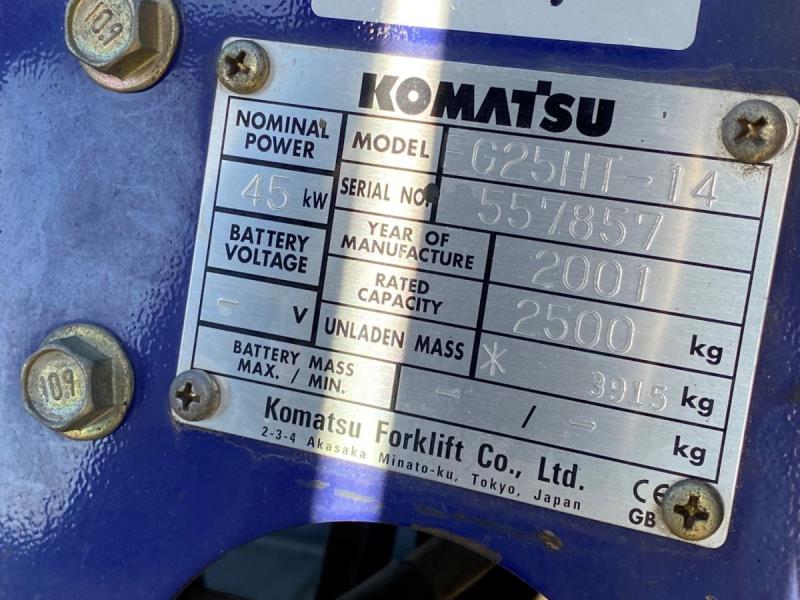 10.9
KOMATSU
NOMINAL POWER
45 kW
MODEL
FG25HT-14
SERIAL NO.
557857
BATTERY VOLTAGE
- V
YEAR OF MANUFACTURE
2001
RATED CAPACITY
2500 kg
UNLADEN MASS
* 3915 kg
BATTERY MASS
MAX. / MIN.
- / - kg
Komatsu Forklift Co., Ltd.
2-3-4 Akasaka Minato-ku, Tokyo, Japan
CE
GB
10.9